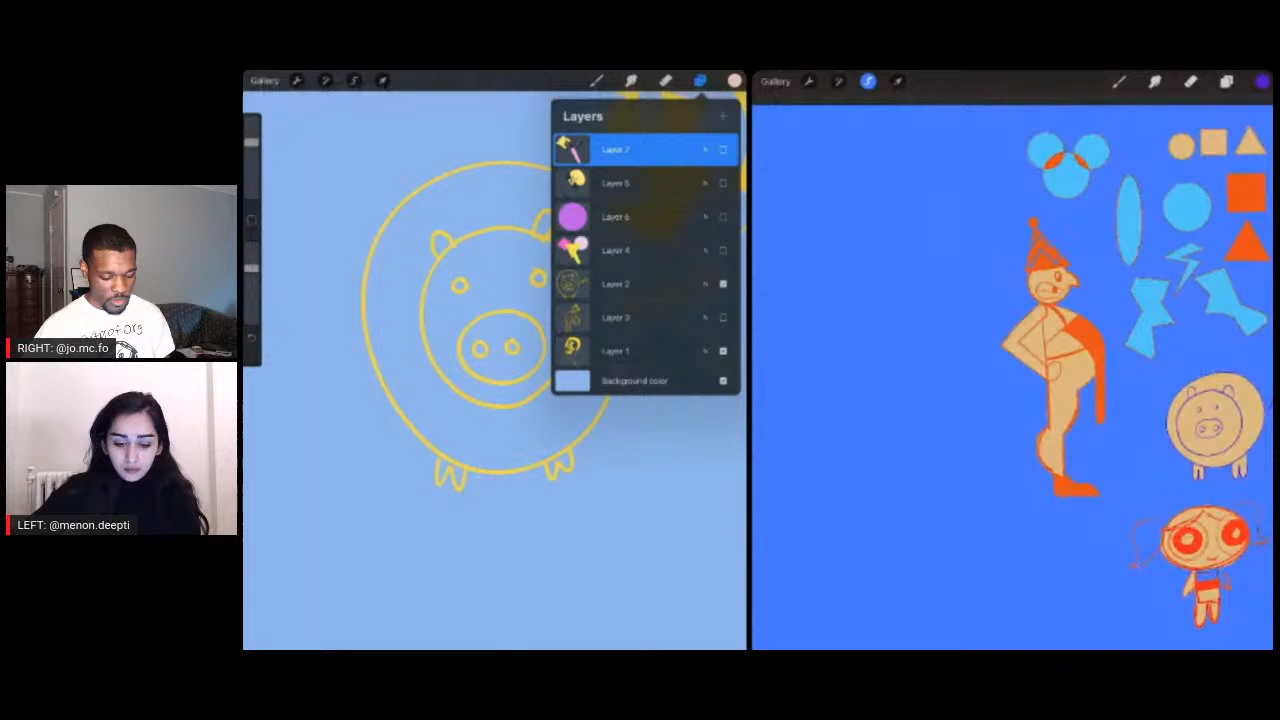 Gallery
Layers
Layer 7
Layer 5
Layer 6
Layer 4
Layer 2
Layer 3
Layer 1
Background color
Gallery
RIGHT: @jo.mc.fo
LEFT: @menon.deepti